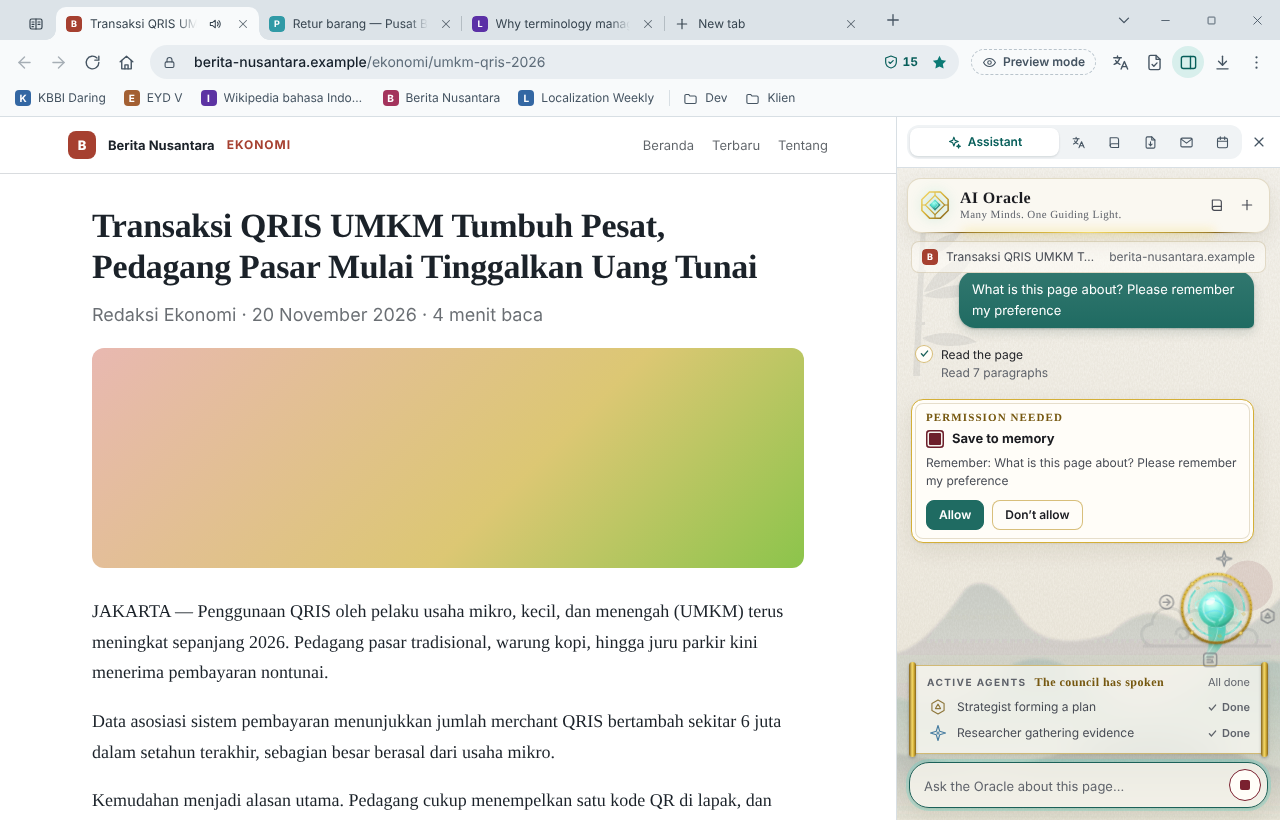 B Transaksi QRIS UM
P Retur barang — Pusat B
L Why terminology mana
New tab
berita-nusantara.example/ekonomi/umkm-qris-2026
15
Preview mode
K KBBI Daring
E EYD V
I Wikipedia bahasa Indo...
B Berita Nusantara
L Localization Weekly
Dev
Klien
B Berita Nusantara EKONOMI
Beranda Terbaru Tentang
Transaksi QRIS UMKM Tumbuh Pesat,
Pedagang Pasar Mulai Tinggalkan Uang Tunai
Redaksi Ekonomi · 20 November 2026 · 4 menit baca
JAKARTA — Penggunaan QRIS oleh pelaku usaha mikro, kecil, dan menengah (UMKM) terus
meningkat sepanjang 2026. Pedagang pasar tradisional, warung kopi, hingga juru parkir kini
menerima pembayaran nontunai.
Data asosiasi sistem pembayaran menunjukkan jumlah merchant QRIS bertambah sekitar 6 juta
dalam setahun terakhir, sebagian besar berasal dari usaha mikro.
Kemudahan menjadi alasan utama. Pedagang cukup menempelkan satu kode QR di lapak, dan
Assistant
AI Oracle
Many Minds. One Guiding Light.
B Transaksi QRIS UMKM T... berita-nusantara.example
What is this page about? Please remember
my preference
Read the page
Read 7 paragraphs
PERMISSION NEEDED
Save to memory
Remember: What is this page about? Please remember
my preference
Allow
Don't allow
ACTIVE AGENTS The council has spoken All done
Strategist forming a plan Done
Researcher gathering evidence Done
Ask the Oracle about this page...